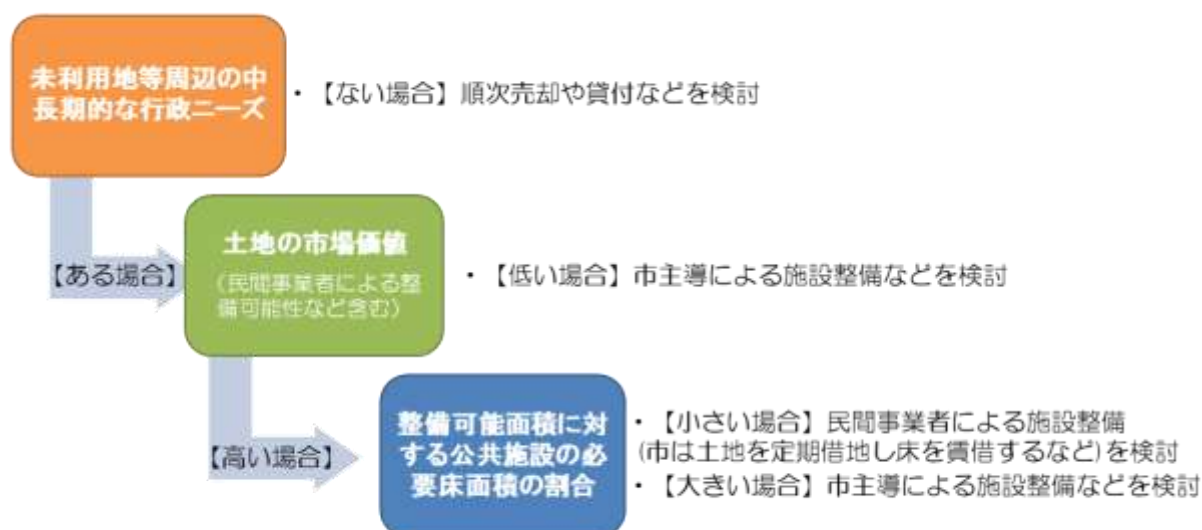 未利用地等周辺の中
長期的な行政ニーズ
・【ない場合】順次売却や貸付などを検討
【ある場合】
土地の市場価値
(民間事業者による整
備可能性など含む)
・【低い場合】市主導による施設整備などを検討
【高い場合】
整備可能面積に対
する公共施設の必
要床面積の割合
・【小さい場合】民間事業者による施設整備
(市は土地を定期借地し床を賃借するなど)を検討
・【大きい場合】市主導による施設整備などを検討